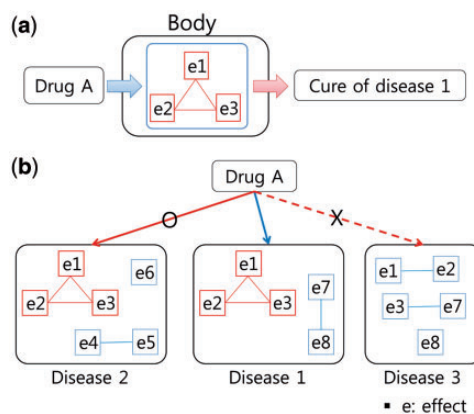 (a)
Body
Drug A
e1
e2
e3
Cure of disease 1
(b)
Drug A
O
X
e1
e6
e2
e3
e4
e5
Disease 2
e1
e7
e2
e3
e8
Disease 1
e1
e2
e3
e7
e8
Disease 3
▪ e: effect